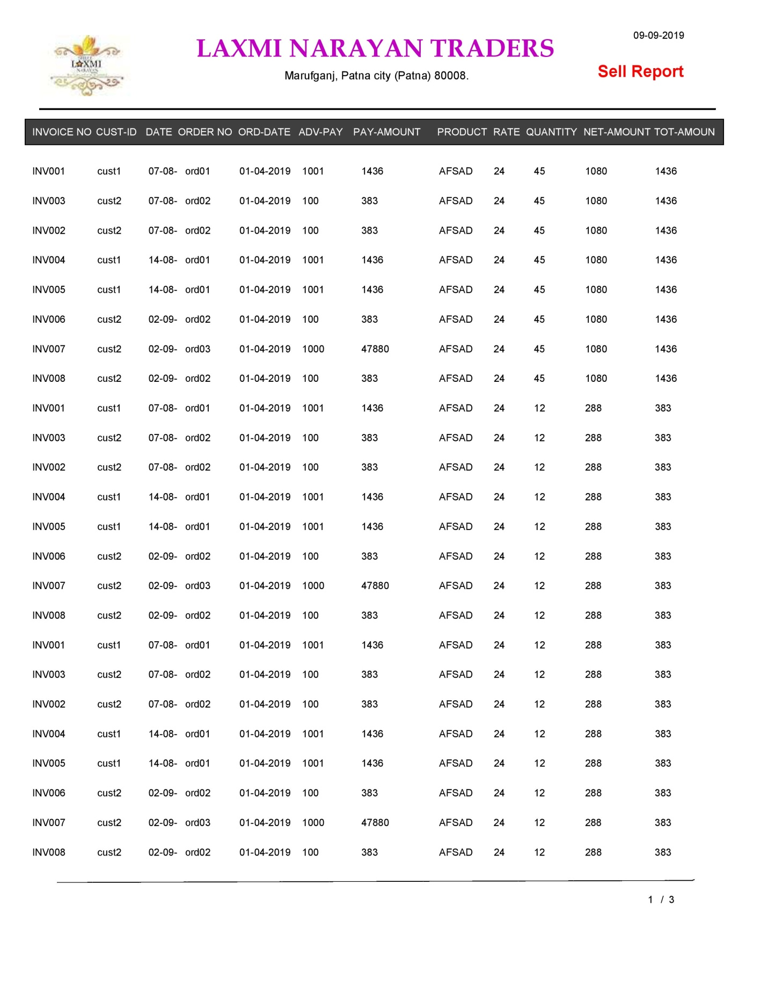 09-09-2019
SHREE
LAXMI
NARAYAN
LAXMI NARAYAN TRADERS
Sell Report
Marufganj, Patna city (Patna) 80008.
INVOICE NO CUST-ID DATE ORDER NO ORD-DATE ADV-PAY PAY-AMOUNT PRODUCT RATE QUANTITY NET-AMOUNT TOT-AMOUN
INV001 cust1 07-08- ord01 01-04-2019 1001 1436 AFSAD 24 45 1080 1436
INV003 cust2 07-08- ord02 01-04-2019 100 383 AFSAD 24 45 1080 1436
INV002 cust2 07-08- ord02 01-04-2019 100 383 AFSAD 24 45 1080 1436
INV004 cust1 14-08- ord01 01-04-2019 1001 1436 AFSAD 24 45 1080 1436
INV005 cust1 14-08- ord01 01-04-2019 1001 1436 AFSAD 24 45 1080 1436
INV006 cust2 02-09- ord02 01-04-2019 100 383 AFSAD 24 45 1080 1436
INV007 cust2 02-09- ord03 01-04-2019 1000 47880 AFSAD 24 45 1080 1436
INV008 cust2 02-09- ord02 01-04-2019 100 383 AFSAD 24 45 1080 1436
INV001 cust1 07-08- ord01 01-04-2019 1001 1436 AFSAD 24 12 288 383
INV003 cust2 07-08- ord02 01-04-2019 100 383 AFSAD 24 12 288 383
INV002 cust2 07-08- ord02 01-04-2019 100 383 AFSAD 24 12 288 383
INV004 cust1 14-08- ord01 01-04-2019 1001 1436 AFSAD 24 12 288 383
INV005 cust1 14-08- ord01 01-04-2019 1001 1436 AFSAD 24 12 288 383
INV006 cust2 02-09- ord02 01-04-2019 100 383 AFSAD 24 12 288 383
INV007 cust2 02-09- ord03 01-04-2019 1000 47880 AFSAD 24 12 288 383
INV008 cust2 02-09- ord02 01-04-2019 100 383 AFSAD 24 12 288 383
INV001 cust1 07-08- ord01 01-04-2019 1001 1436 AFSAD 24 12 288 383
INV003 cust2 07-08- ord02 01-04-2019 100 383 AFSAD 24 12 288 383
INV002 cust2 07-08- ord02 01-04-2019 100 383 AFSAD 24 12 288 383
INV004 cust1 14-08- ord01 01-04-2019 1001 1436 AFSAD 24 12 288 383
INV005 cust1 14-08- ord01 01-04-2019 1001 1436 AFSAD 24 12 288 383
INV006 cust2 02-09- ord02 01-04-2019 100 383 AFSAD 24 12 288 383
INV007 cust2 02-09- ord03 01-04-2019 1000 47880 AFSAD 24 12 288 383
INV008 cust2 02-09- ord02 01-04-2019 100 383 AFSAD 24 12 288 383
1 / 3